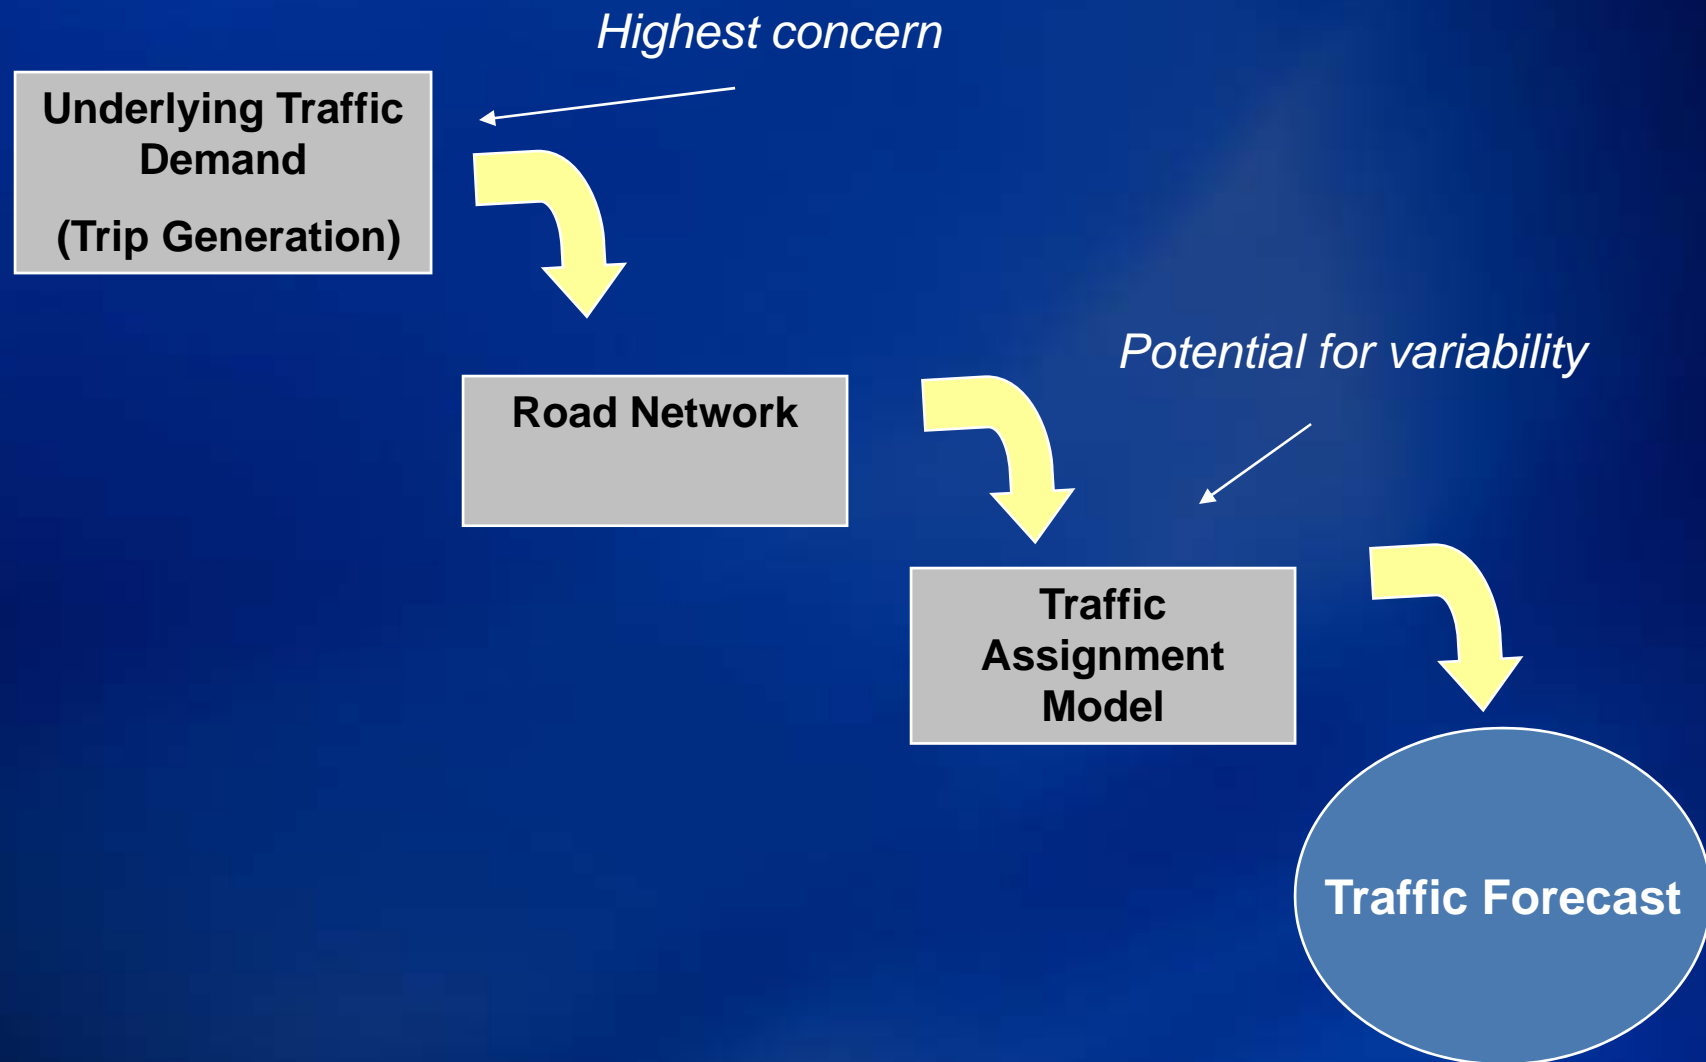 Highest concern
Underlying Traffic
Demand
(Trip Generation)
Potential for variability
Road Network
Traffic
Assignment
Model
Traffic Forecast